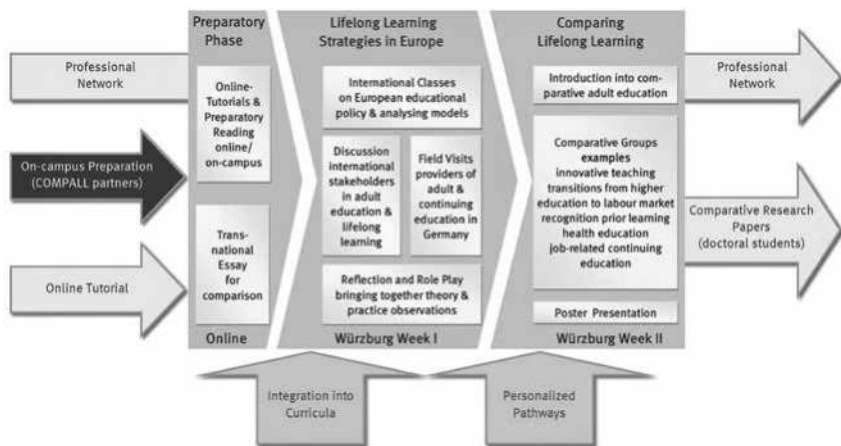 Professional
Network
On-campus Preparation
(COMPALL partners)
Online Tutorial
Preparatory
Phase
Online-
Tutorials &
Preparatory
Reading
online/
on-campus
Trans-
national
Essay
for
comparison
Online
Lifelong Learning
Strategies in Europe
International Classes
on European educational
policy & analysing models
Discussion
international
stakeholders
in adult
education &
lifelong
learning
Field Visits
providers of
adult &
continuing
education in
Germany
Reflection and Role Play
bringing together theory &
practice observations
Würzburg Week I
Comparing
Lifelong Learning
Introduction into com-
parative adult education
Comparative Groups
examples
innovative teaching
transitions from higher
education to labour market
recognition prior learning
health education
job-related continuing
education
Poster Presentation
Würzburg Week II
Professional
Network
Comparative Research
Papers
(doctoral students)
Integration into
Curricula
Personalized
Pathways